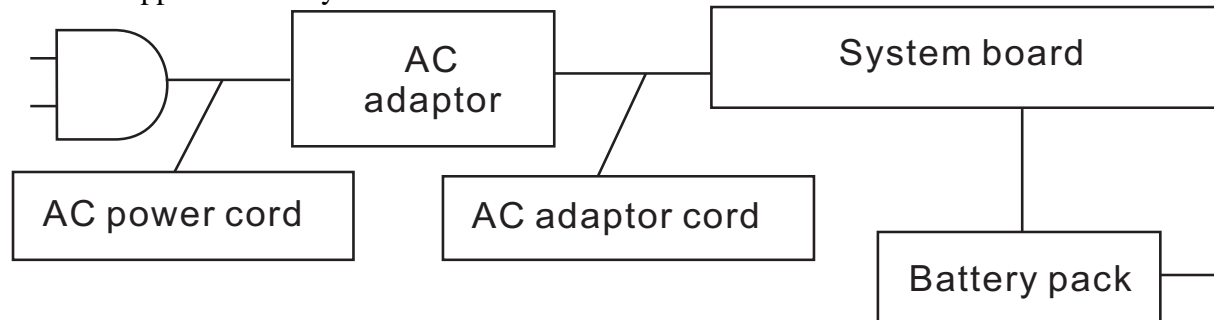 AC
adaptor
System board
AC power cord
AC adaptor cord
Battery pack